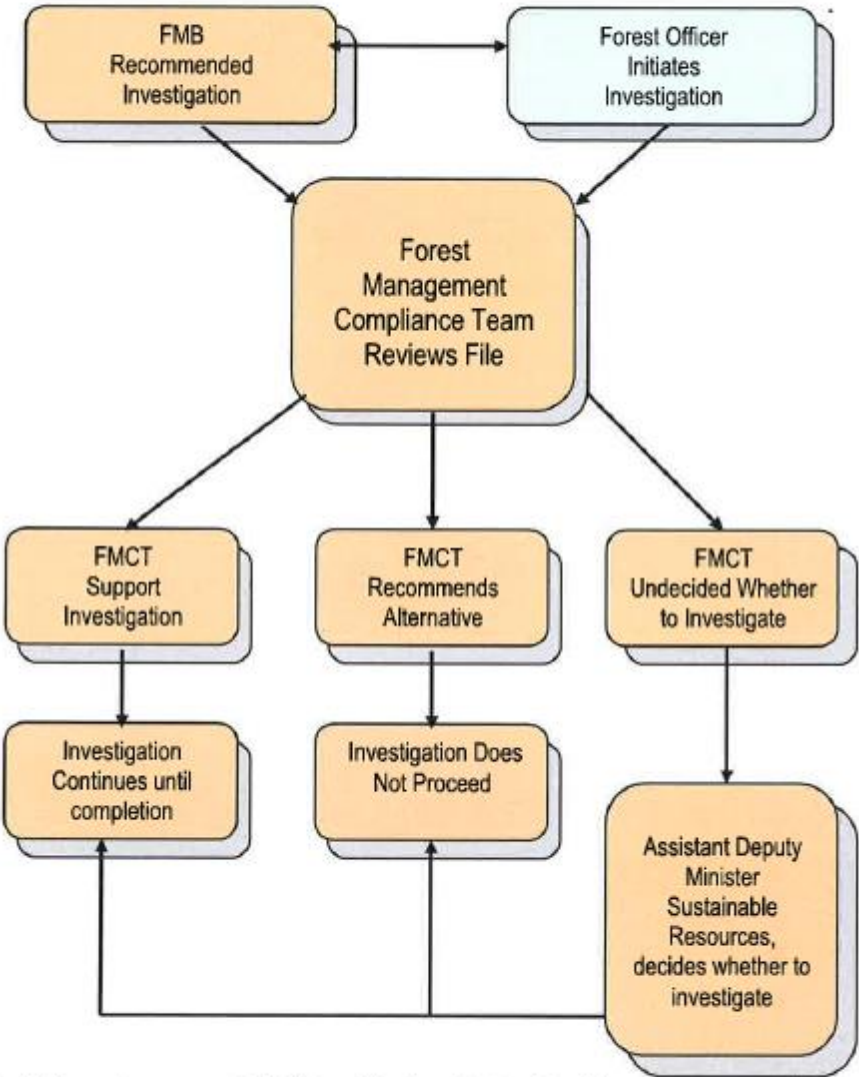 FMB
Recommended
Investigation
Forest Officer
Initiates
Investigation
Forest
Management
Compliance Team
Reviews File
FMCT
Support
Investigation
FMCT
Recommends
Alternative
FMCT
Undecided Whether
to Investigate
Investigation
Continues until
completion
Investigation Does
Not Proceed
Assistant Deputy
Minister
Sustainable
Resources,
decides whether to
investigate